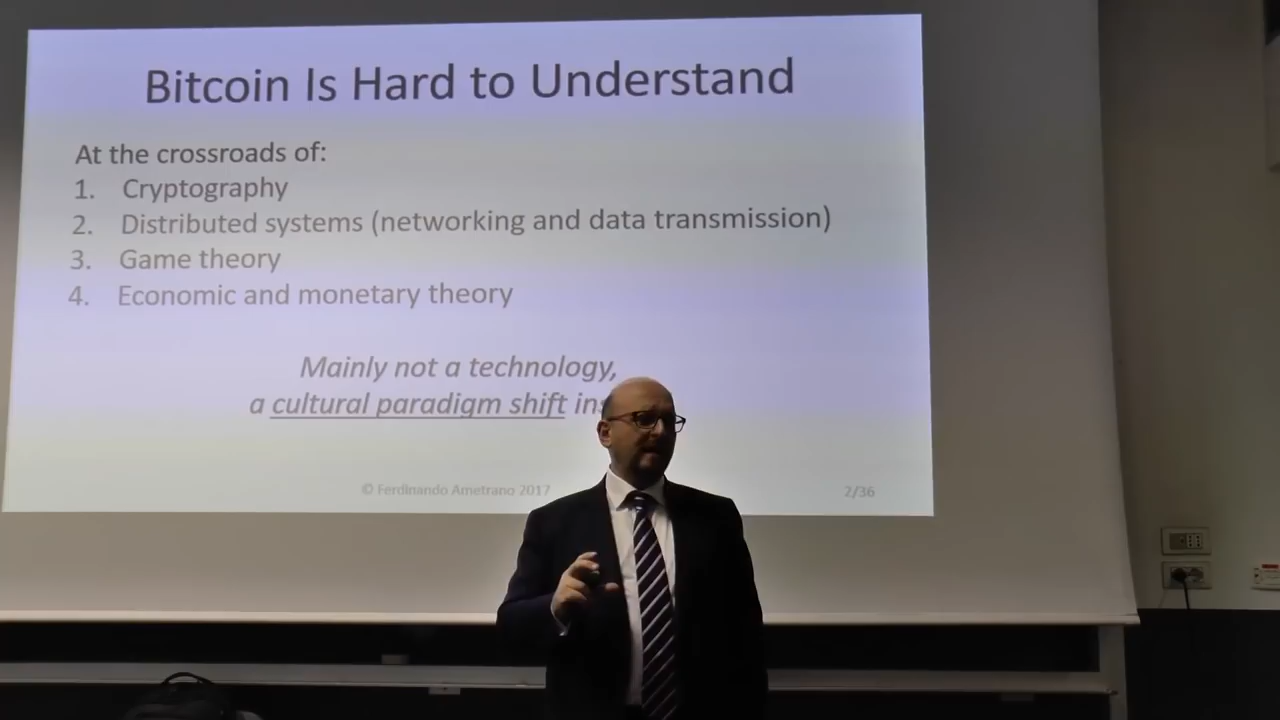 Bitcoin Is Hard to Understand
At the crossroads of:
1. Cryptography
2. Distributed systems (networking and data transmission)
3. Game theory
4. Economic and monetary theory
Mainly not a technology,
a cultural paradigm shift
© Ferdinando Ametrano 2017
2/36